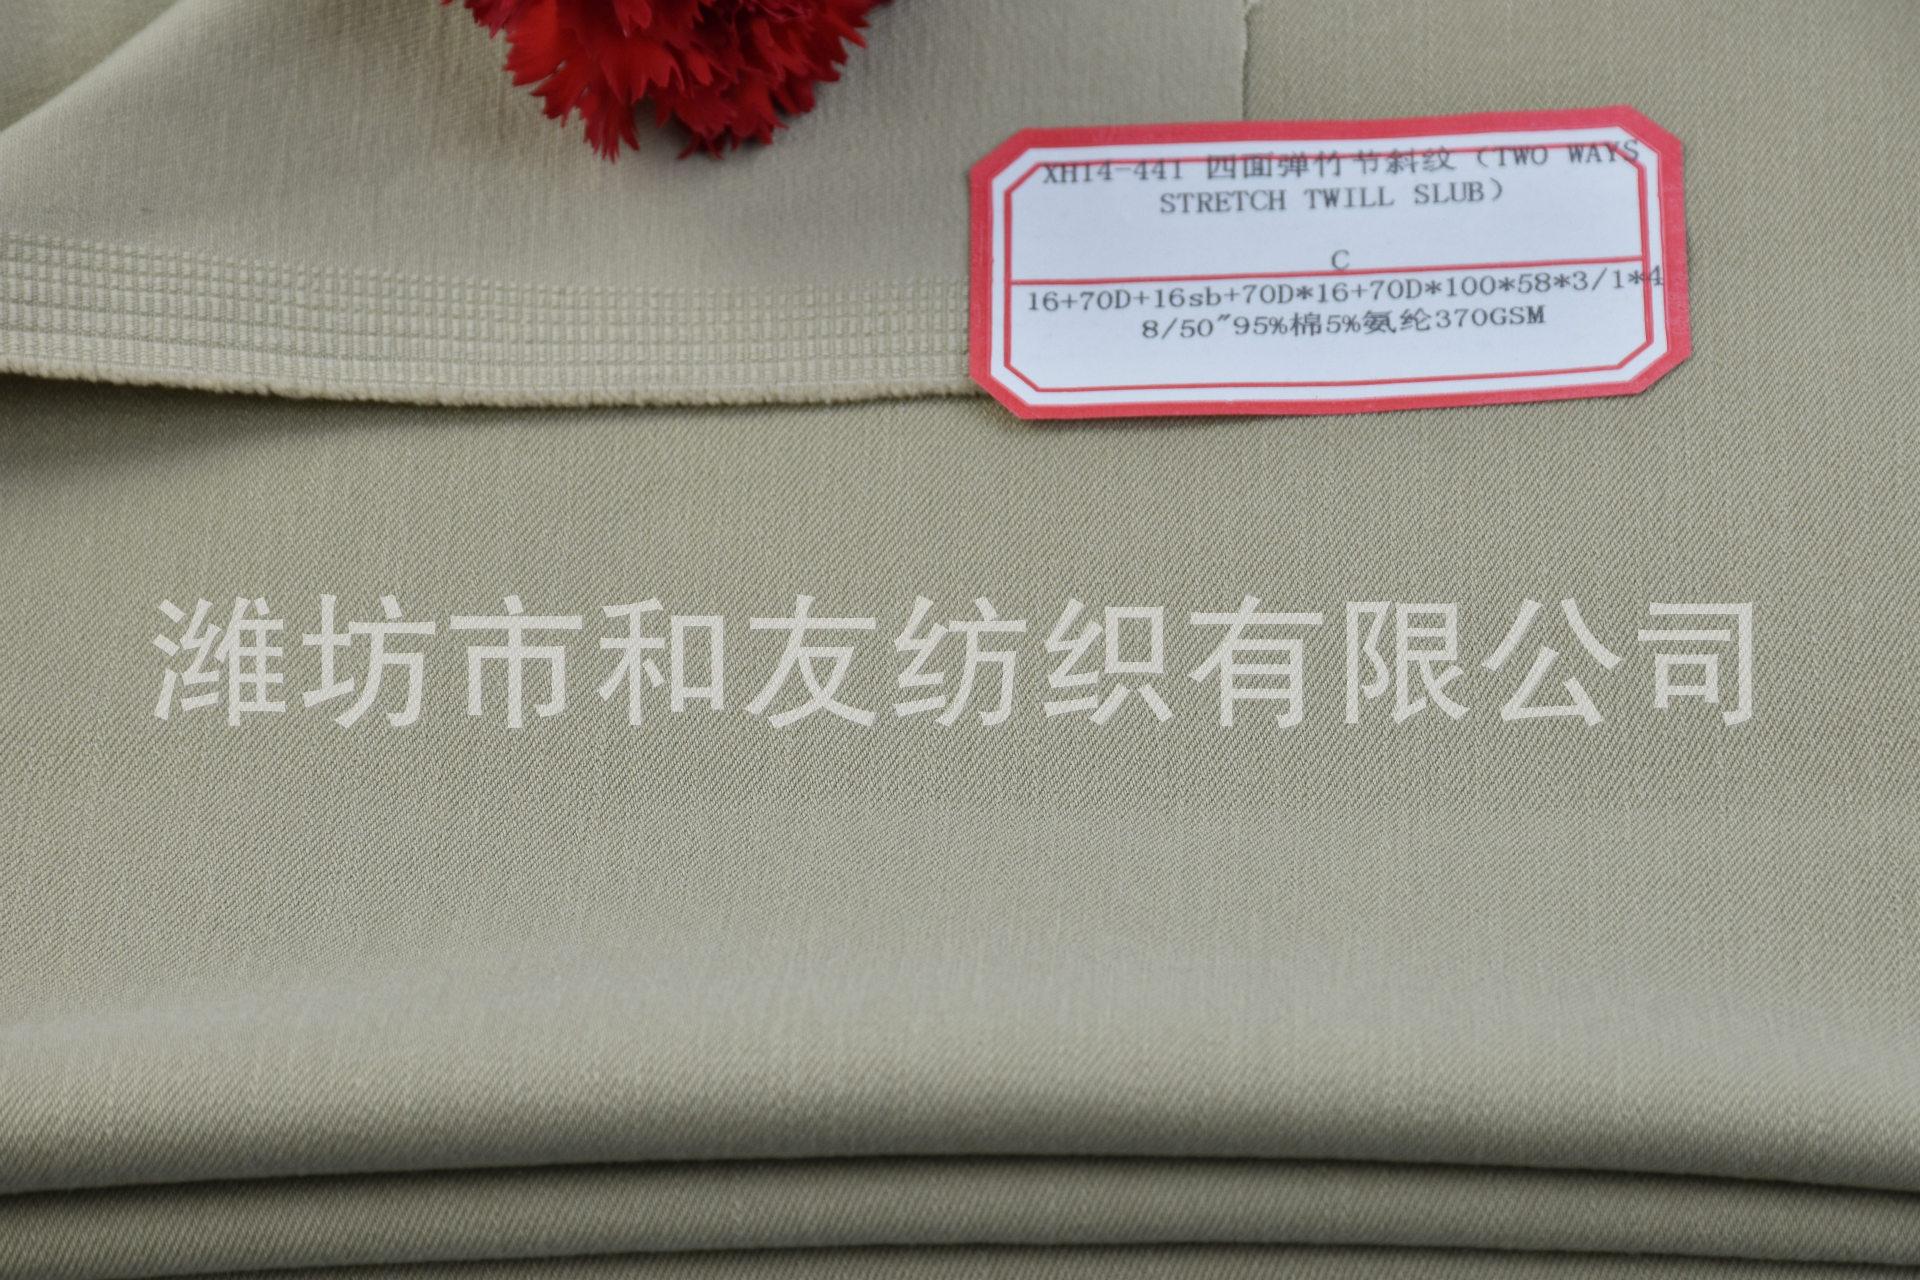 XH14-441 四面弹竹节斜纹（TWO WAYS
STRETCH TWILL SLUB）
C
16+70D+16sb+70D*16+70D*100*58*3/1*4
8/50"95%棉5%氨纶370GSM
潍坊市和友纺织有限公司